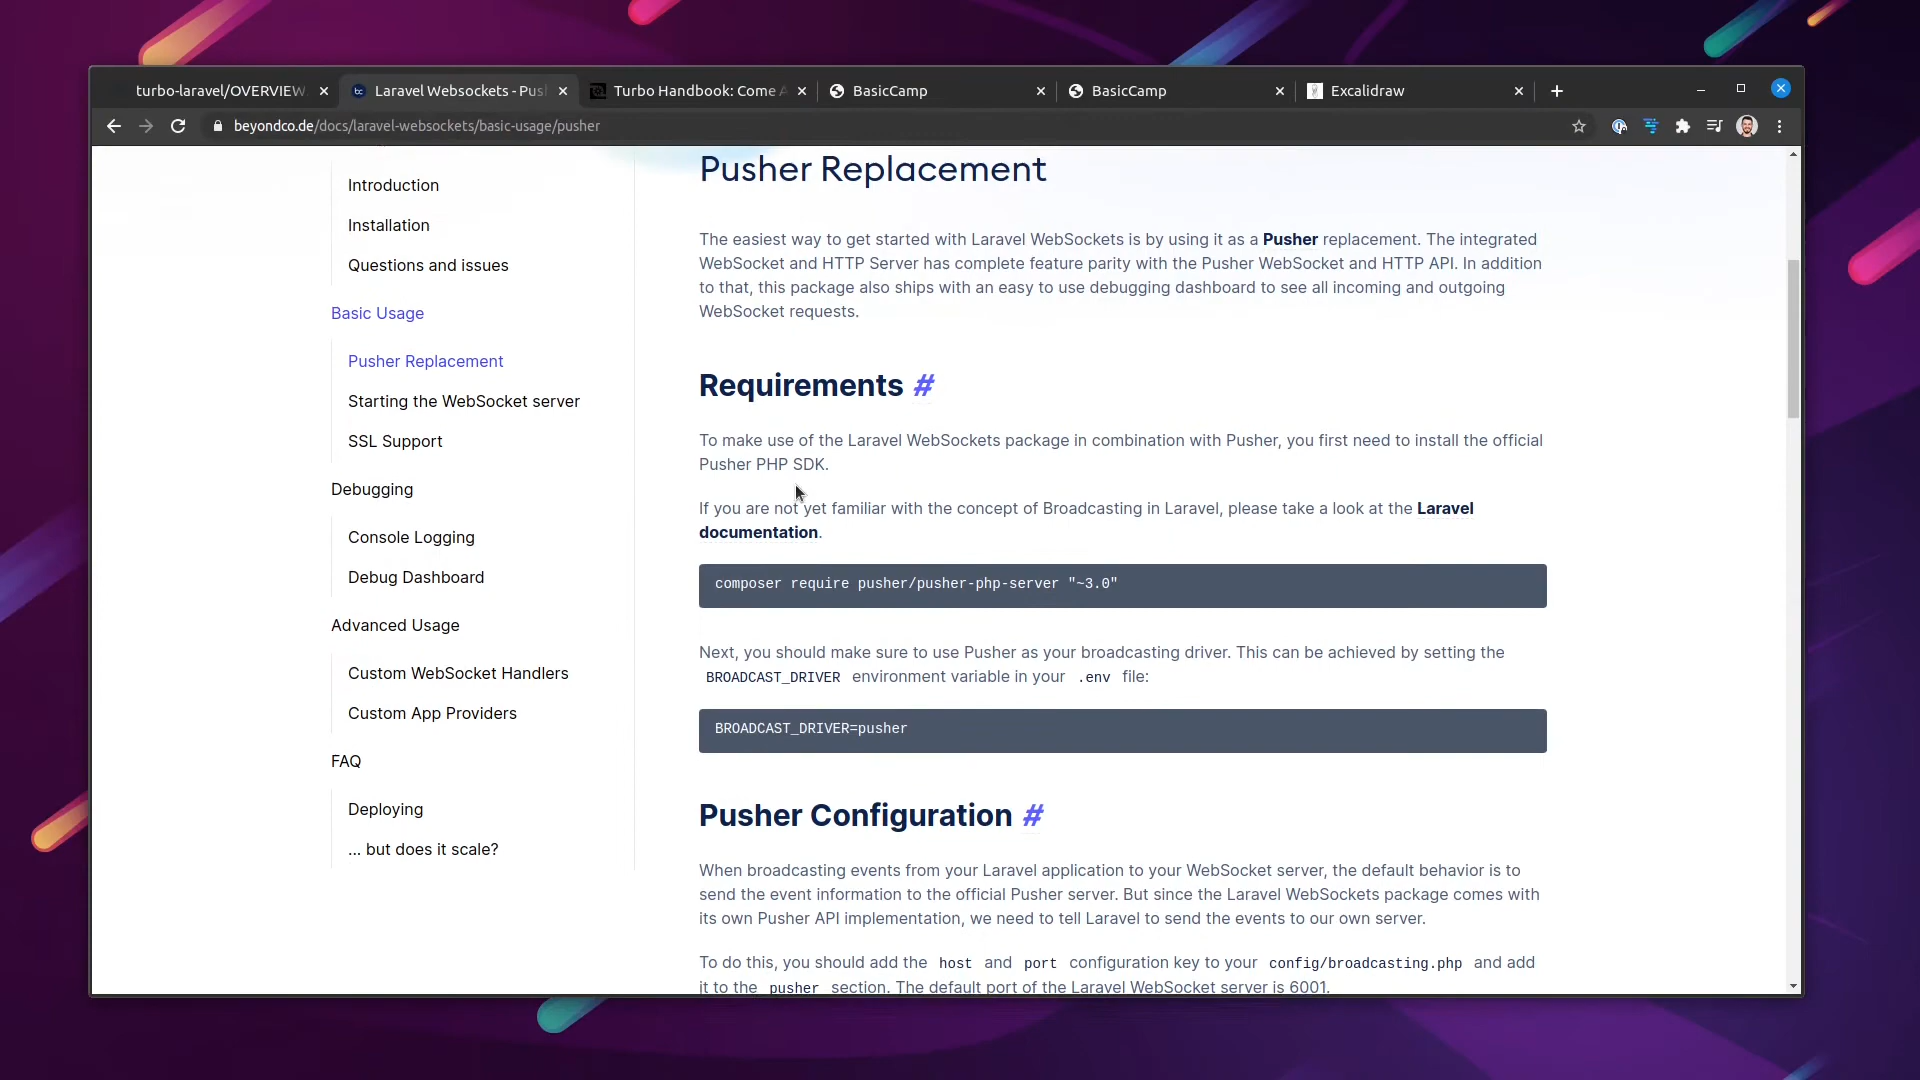 turbo-laravel/OVERVIEW
Laravel Websockets - Pus
Turbo Handbook: Come A
BasicCamp
BasicCamp
Excalidraw
beyondco.de/docs/laravel-websockets/basic-usage/pusher
Introduction
Installation
Questions and issues
Basic Usage
Pusher Replacement
Starting the WebSocket server
SSL Support
Debugging
Console Logging
Debug Dashboard
Advanced Usage
Custom WebSocket Handlers
Custom App Providers
FAQ
Deploying
... but does it scale?
Pusher Replacement
The easiest way to get started with Laravel WebSockets is by using it as a Pusher replacement. The integrated
WebSocket and HTTP Server has complete feature parity with the Pusher WebSocket and HTTP API. In addition
to that, this package also ships with an easy to use debugging dashboard to see all incoming and outgoing
WebSocket requests.
Requirements #
To make use of the Laravel WebSockets package in combination with Pusher, you first need to install the official
Pusher PHP SDK.
If you are not yet familiar with the concept of Broadcasting in Laravel, please take a look at the Laravel
documentation.
composer require pusher/pusher-php-server "~3.0"
Next, you should make sure to use Pusher as your broadcasting driver. This can be achieved by setting the
BROADCAST_DRIVER environment variable in your .env file:
BROADCAST_DRIVER=pusher
Pusher Configuration #
When broadcasting events from your Laravel application to your WebSocket server, the default behavior is to
send the event information to the official Pusher server. But since the Laravel WebSockets package comes with
its own Pusher API implementation, we need to tell Laravel to send the events to our own server.
To do this, you should add the host and port configuration key to your config/broadcasting.php and add
it to the pusher section. The default port of the Laravel WebSocket server is 6001.